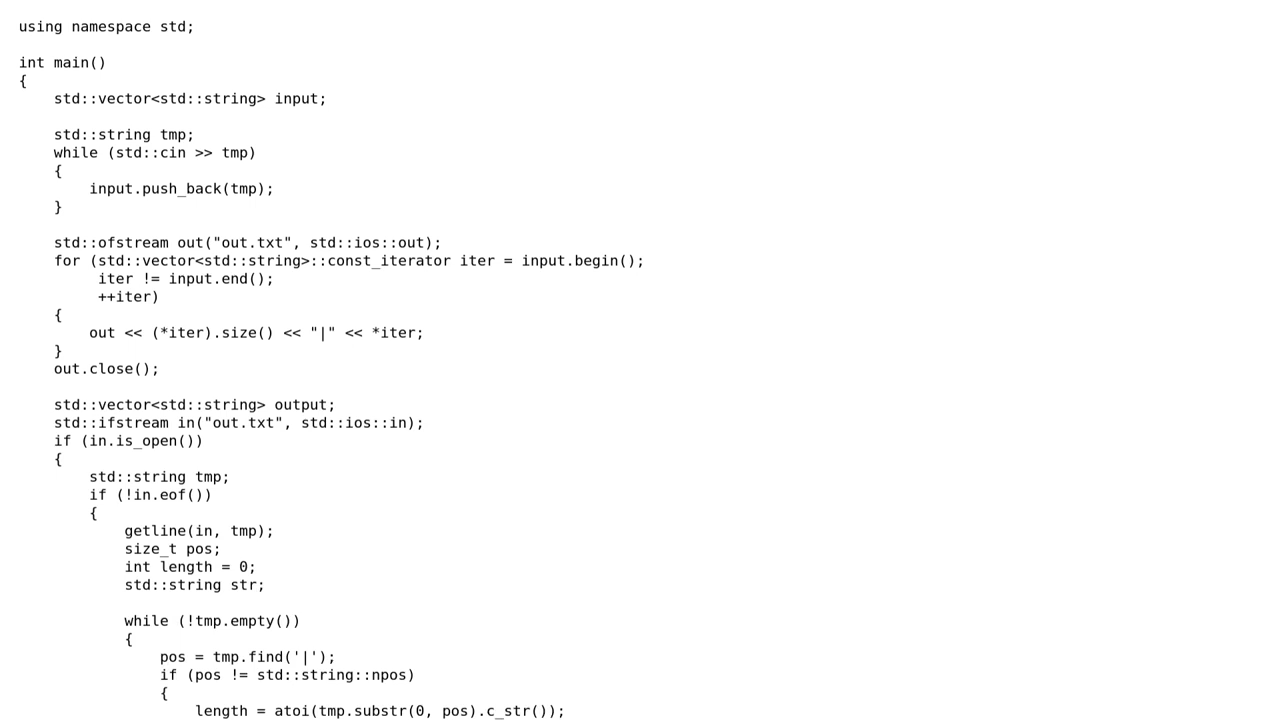 using namespace std;

int main()
{
    std::vector<std::string> input;

    std::string tmp;
    while (std::cin >> tmp)
    {
        input.push_back(tmp);
    }

    std::ofstream out("out.txt", std::ios::out);
    for (std::vector<std::string>::const_iterator iter = input.begin();
         iter != input.end();
         ++iter)
    {
        out << (*iter).size() << "|" << *iter;
    }
    out.close();

    std::vector<std::string> output;
    std::ifstream in("out.txt", std::ios::in);
    if (in.is_open())
    {
        std::string tmp;
        if (!in.eof())
        {
            getline(in, tmp);
            size_t pos;
            int length = 0;
            std::string str;

            while (!tmp.empty())
            {
                pos = tmp.find('|');
                if (pos != std::string::npos)
                {
                    length = atoi(tmp.substr(0, pos).c_str());